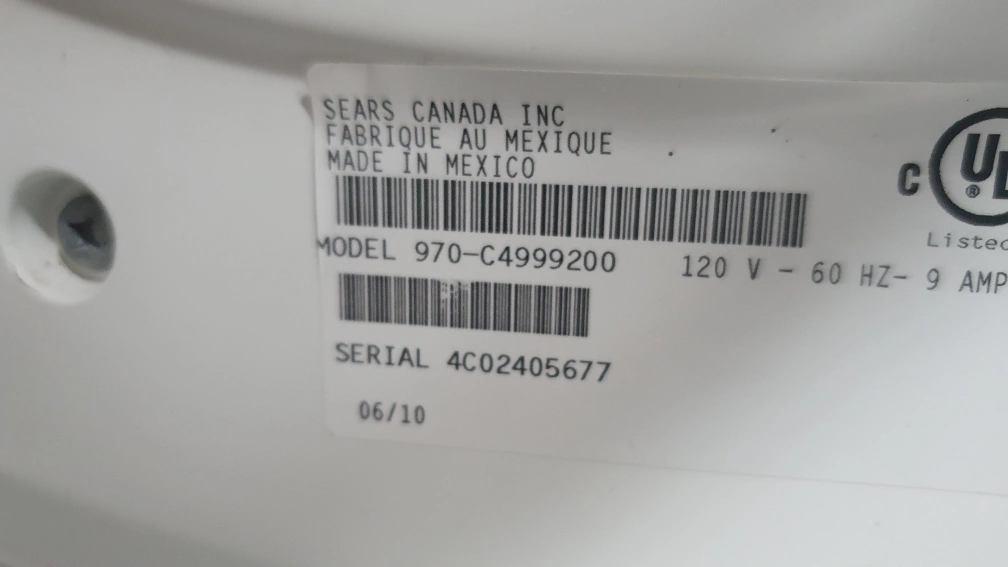 SEARS CANADA INC
FABRIQUE AU MEXIQUE
MADE IN MEXICO
C UL ®
Listed
MODEL 970-C4999200 120 V - 60 HZ- 9 AMP
SERIAL 4C02405677
06/10